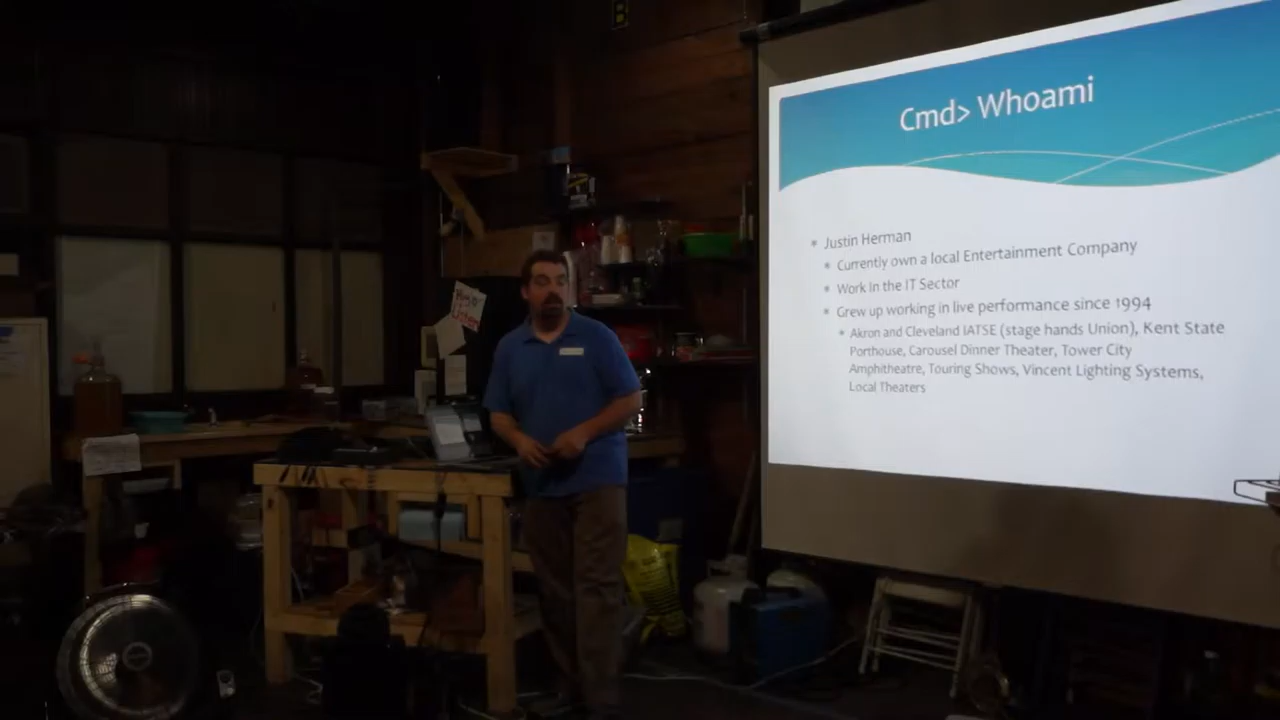 Cmd> Whoami
Justin Herman
Currently own a local Entertainment Company
Work in the IT Sector
Grew up working in live performance since 1994
Akron and Cleveland IATSE (stage hands Union), Kent State
Porthouse, Carousel Dinner Theater, Tower City
Amphitheatre, Touring Shows, Vincent Lighting Systems,
Local Theaters